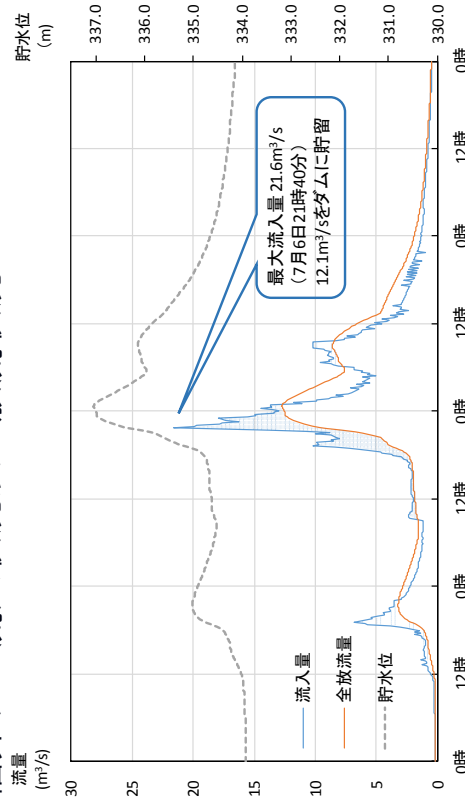 流量
(m³/s)
貯水位
(m)
30
25
20
15
10
5
0
337.0
336.0
335.0
334.0
333.0
332.0
331.0
330.0
0時
12時
0時
12時
0時
12時
0時
12時
0時
流入量
全放流量
貯水位
最大流入量 21.6m³/s
(7月6日21時40分)
12.1m³/sをダムに貯留